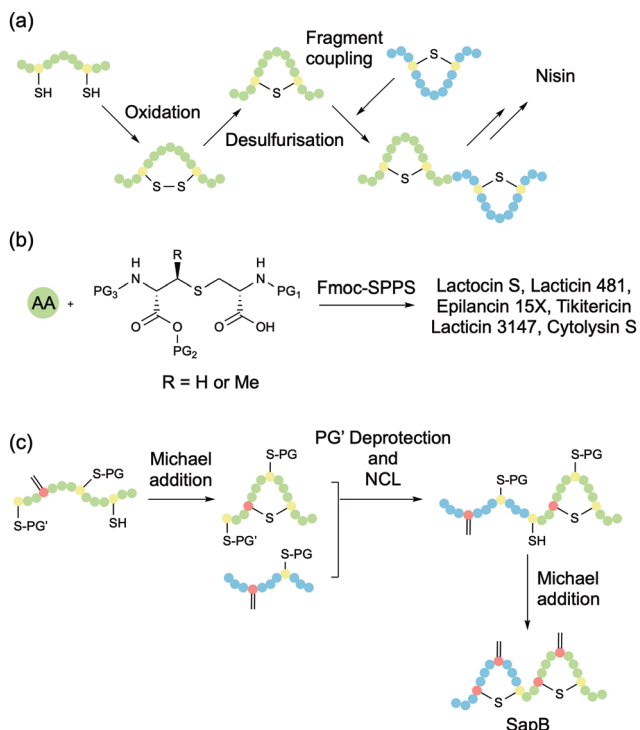 (a)
Fragment
coupling
S
SH
SH
Oxidation
S
Desulfurisation
Nisin
S
S
S–S
S
(b)
AA
+
H
N
PG3
R
S
H
N
PG1
O
O
PG2
O
OH
R = H or Me
Fmoc-SPPS
Lactocin S, Lacticin 481,
Epilancin 15X, Tikitericin
Lacticin 3147, Cytolysin S
(c)
PG' Deprotection
and
NCL
Michael
addition
S-PG
S-PG'
SH
S-PG
S
S-PG'
S-PG
S-PG
S-PG
S
SH
Michael
addition
S
S
SapB